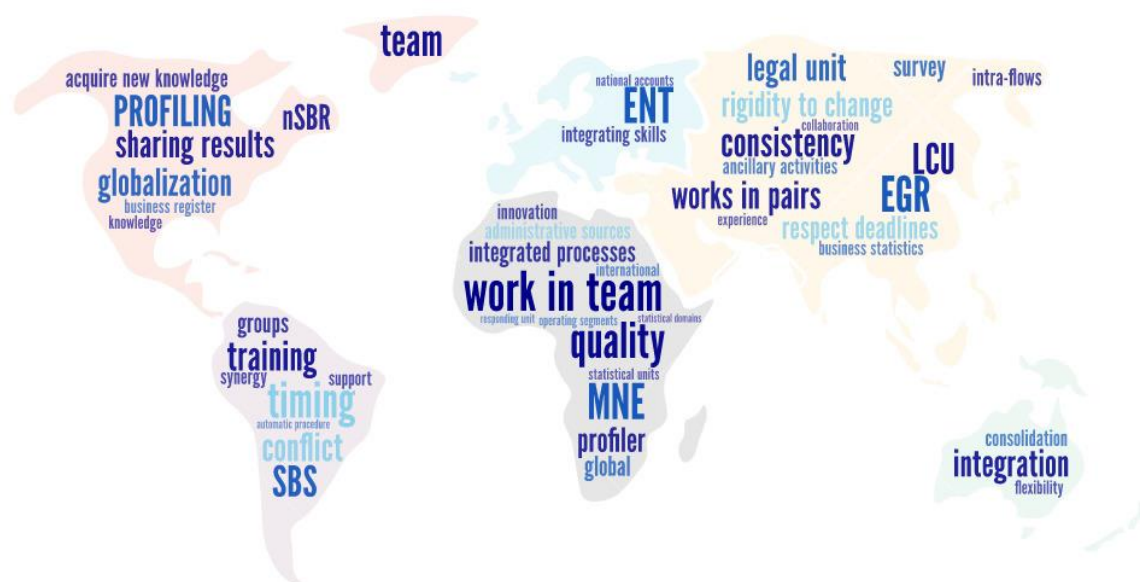 team
acquire new knowledge
PROFILING
nSBR
sharing results
globalization
business register
knowledge
national accounts
ENT
integrating skills
legal unit
survey
intra-flows
rigidity to change
collaboration
consistency
ancillary activities
LCU
works in pairs
EGR
experience
respect deadlines
business statistics
innovation
administrative sources
integrated processes
international
work in team
responding unit
operating segments
statistical domains
quality
statistical units
MNE
profiler
global
groups
training
synergy
support
timing
automatic procedure
conflict
SBS
consolidation
integration
flexibility